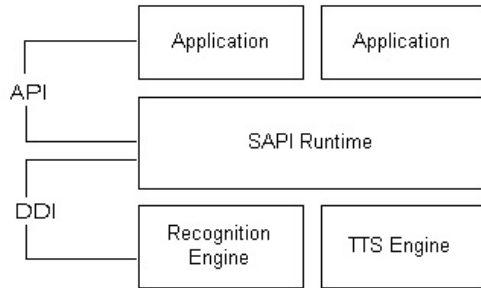 Application
Application
API
SAPI Runtime
DDI
Recognition
Engine
TTS Engine